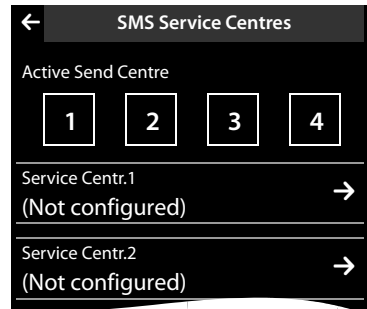 SMS Service Centres
Active Send Centre
1 2 3 4
Service Centr.1
(Not configured)
Service Centr.2
(Not configured)